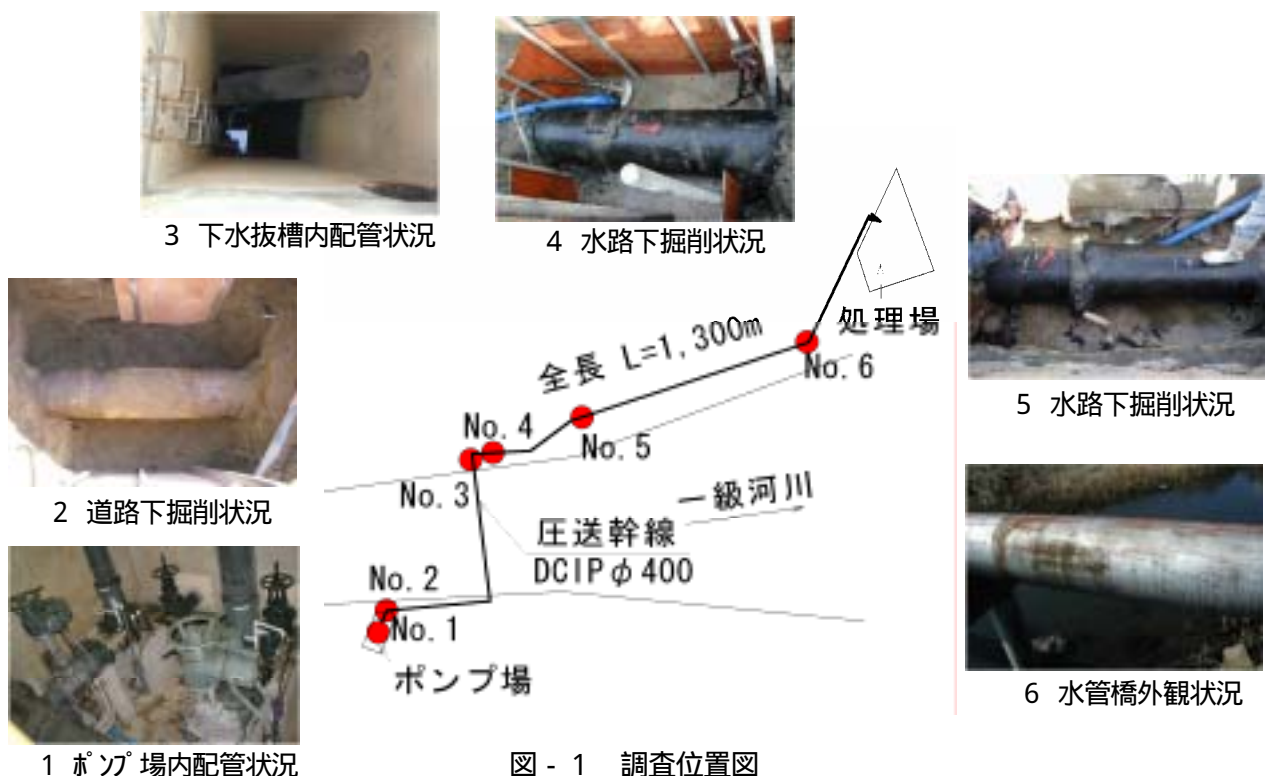 3 下水抜槽内配管状況
4 水路下掘削状況
処理場
全長 L=1,300m
No. 6
5 水路下掘削状況
No. 4
No. 5
No. 3
一級河川
2 道路下掘削状況
圧送幹線
DCIPφ400
No. 2
No. 1
ポンプ場
6 水管橋外観状況
1 ポンプ場内配管状況
図 - 1 調査位置図